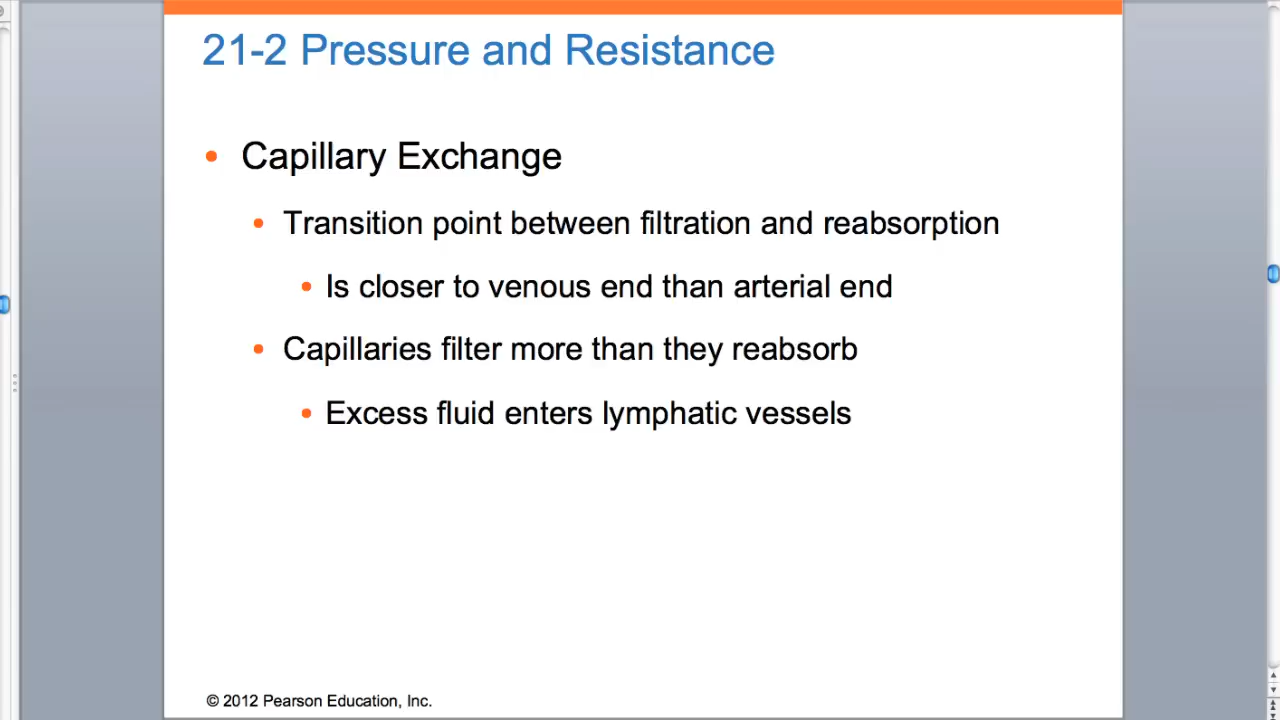 21-2 Pressure and Resistance
• Capillary Exchange
• Transition point between filtration and reabsorption
• Is closer to venous end than arterial end
• Capillaries filter more than they reabsorb
• Excess fluid enters lymphatic vessels
© 2012 Pearson Education, Inc.